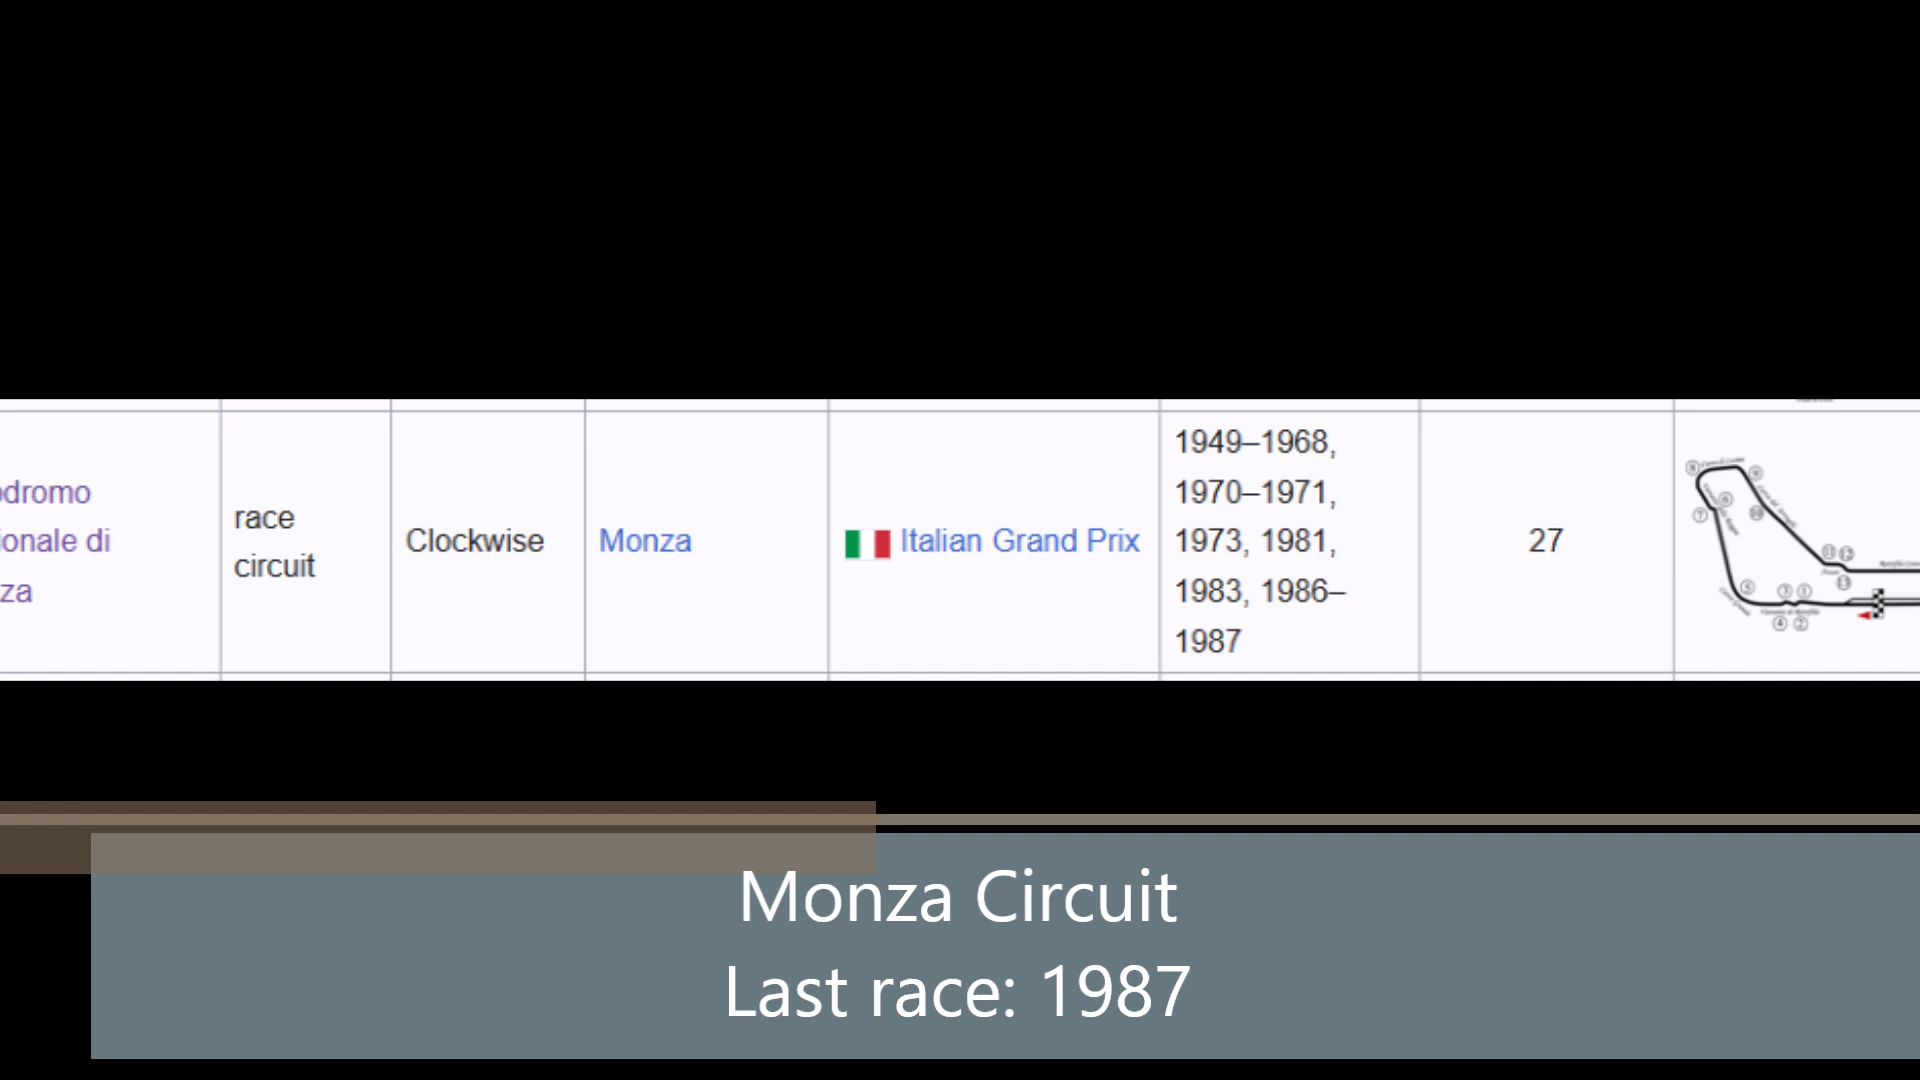 odromo
ionale di
za
race
circuit
Clockwise
Monza
Italian Grand Prix
1949–1968,
1970–1971,
1973, 1981,
1983, 1986–
1987
27
Monza Circuit
Last race: 1987